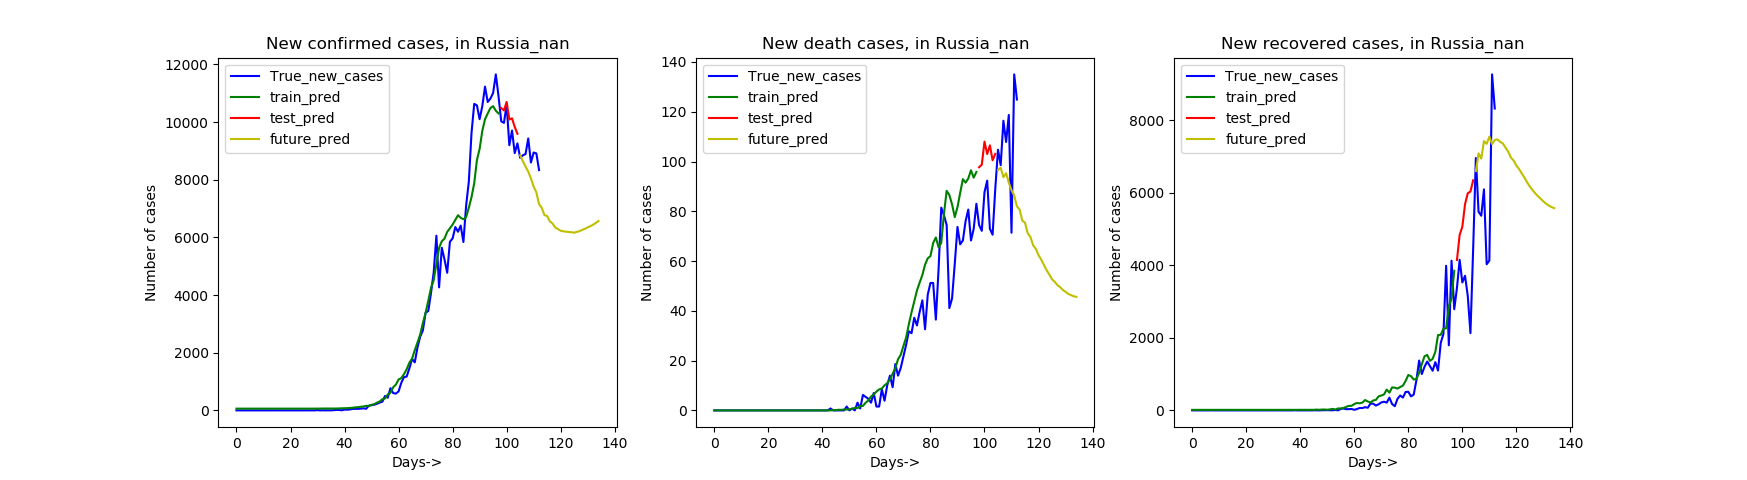 New confirmed cases, in Russia_nan
12000
10000
8000
6000
4000
2000
0
Number of cases
True_new_cases
train_pred
test_pred
future_pred
0 20 40 60 80 100 120 140
Days->
New death cases, in Russia_nan
140
120
100
80
60
40
20
0
Number of cases
True_new_cases
train_pred
test_pred
future_pred
0 20 40 60 80 100 120 140
Days->
New recovered cases, in Russia_nan
8000
6000
4000
2000
0
Number of cases
True_new_cases
train_pred
test_pred
future_pred
0 20 40 60 80 100 120 140
Days->